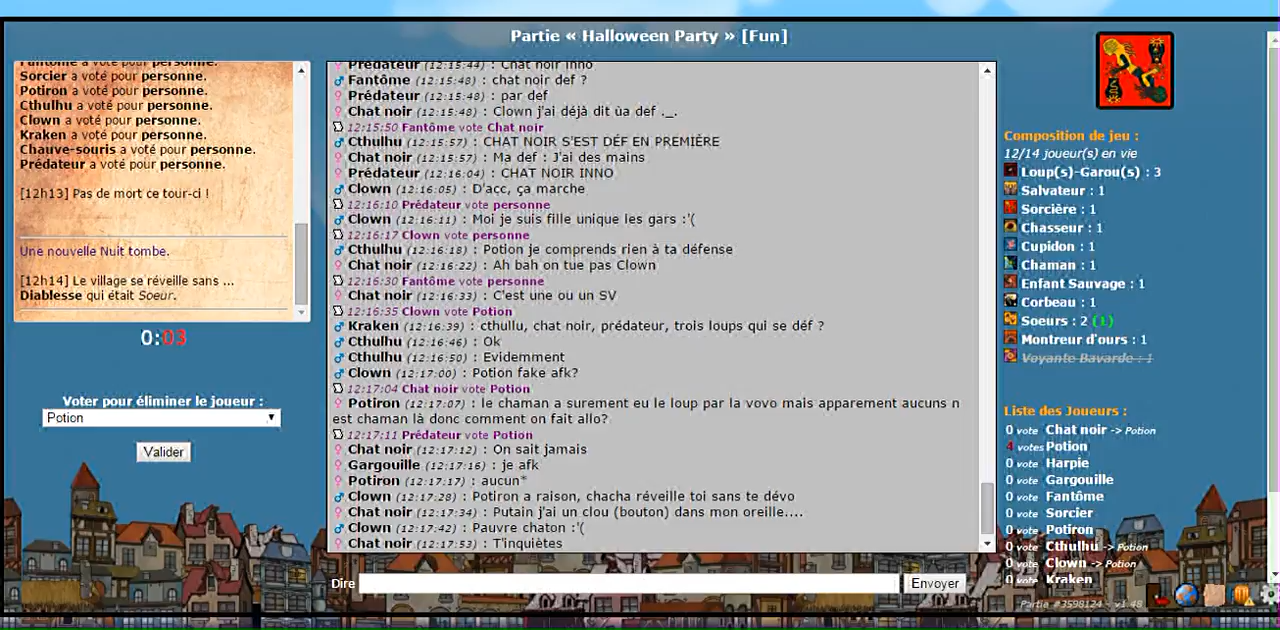 Partie « Halloween Party » [Fun]
Fantôme a voté pour personne.
Sorcier a voté pour personne.
Potiron a voté pour personne.
Cthulhu a voté pour personne.
Clown a voté pour personne.
Kraken a voté pour personne.
Chauve-souris a voté pour personne.
Prédateur a voté pour personne.
[12h13] Pas de mort ce tour-ci !
Une nouvelle Nuit tombe.
[12h14] Le village se réveille sans ...
Diablesse qui était Soeur.
0:03
Voter pour éliminer le joueur :
Potion
Valider
Prédateur (12:15:44) : Chat noir inno
Fantôme (12:15:48) : chat noir def ?
Prédateur (12:15:48) : par def
Chat noir (12:15:48) : Clown j'ai déjà dit ùa def ._.
12:15:50 Fantôme vote Chat noir
Cthulhu (12:15:57) : CHAT NOIR S'EST DÉF EN PREMIÈRE
Chat noir (12:15:57) : Ma def : J'ai des mains
Prédateur (12:16:04) : CHAT NOIR INNO
Clown (12:16:05) : D'acc, ça marche
12:16:10 Prédateur vote personne
Clown (12:16:11) : Moi je suis fille unique les gars :'(
12:16:17 Clown vote personne
Cthulhu (12:16:18) : Potion je comprends rien à ta défense
Chat noir (12:16:22) : Ah bah on tue pas Clown
12:16:30 Fantôme vote personne
Chat noir (12:16:33) : C'est une ou un SV
12:16:35 Clown vote Potion
Kraken (12:16:39) : cthullu, chat noir, prédateur, trois loups qui se déf ?
Cthulhu (12:16:46) : Ok
Cthulhu (12:16:50) : Evidemment
Clown (12:17:00) : Potion fake afk?
12:17:04 Chat noir vote Potion
Potiron (12:17:07) : le chaman a surement eu le loup par la vovo mais apparement aucuns n
est chaman là donc comment on fait allo?
12:17:11 Prédateur vote Potion
Chat noir (12:17:12) : On sait jamais
Gargouille (12:17:16) : je afk
Potiron (12:17:17) : aucun*
Clown (12:17:28) : Potiron a raison, chacha réveille toi sans te dévo
Chat noir (12:17:34) : Putain j'ai un clou (bouton) dans mon oreille....
Clown (12:17:42) : Pauvre chaton :'(
Chat noir (12:17:53) : T'inquiètes
Dire
Envoyer
Composition de jeu :
12/14 joueur(s) en vie
Loup(s)-Garou(s) : 3
Salvateur : 1
Sorcière : 1
Chasseur : 1
Cupidon : 1
Chaman : 1
Enfant Sauvage : 1
Corbeau : 1
Soeurs : 2 (1)
Montreur d'ours : 1
Voyante Bavarde : 1
Liste des Joueurs :
0 vote Chat noir -> Potion
4 votes Potion
0 vote Harpie
0 vote Gargouille
0 vote Fantôme
0 vote Sorcier
0 vote Potiron
0 vote Cthulhu -> Potion
0 vote Clown -> Potion
0 vote Kraken
Partie #3598124 - v1.48